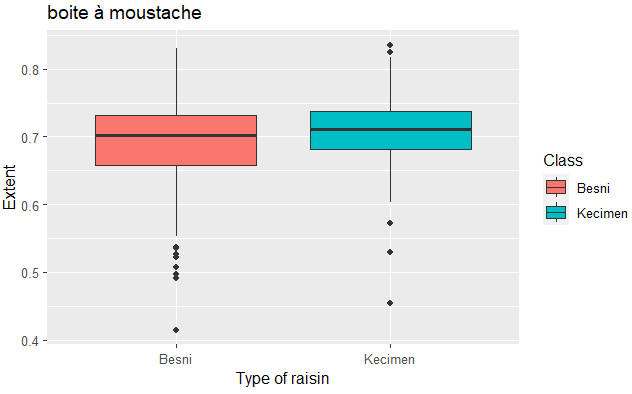 boite à moustache
Extent
0.8
0.7
0.6
0.5
0.4
Besni
Kecimen
Type of raisin
Class
Besni
Kecimen